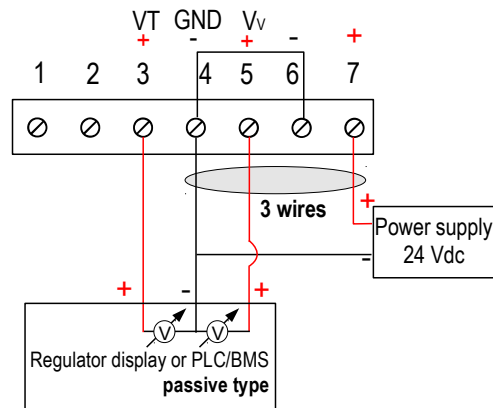 VT GND Vv
+ - + - +
1 2 3 4 5 6 7
3 wires
+
Power supply
24 Vdc
-
+ - +
V V
Regulator display or PLC/BMS
passive type